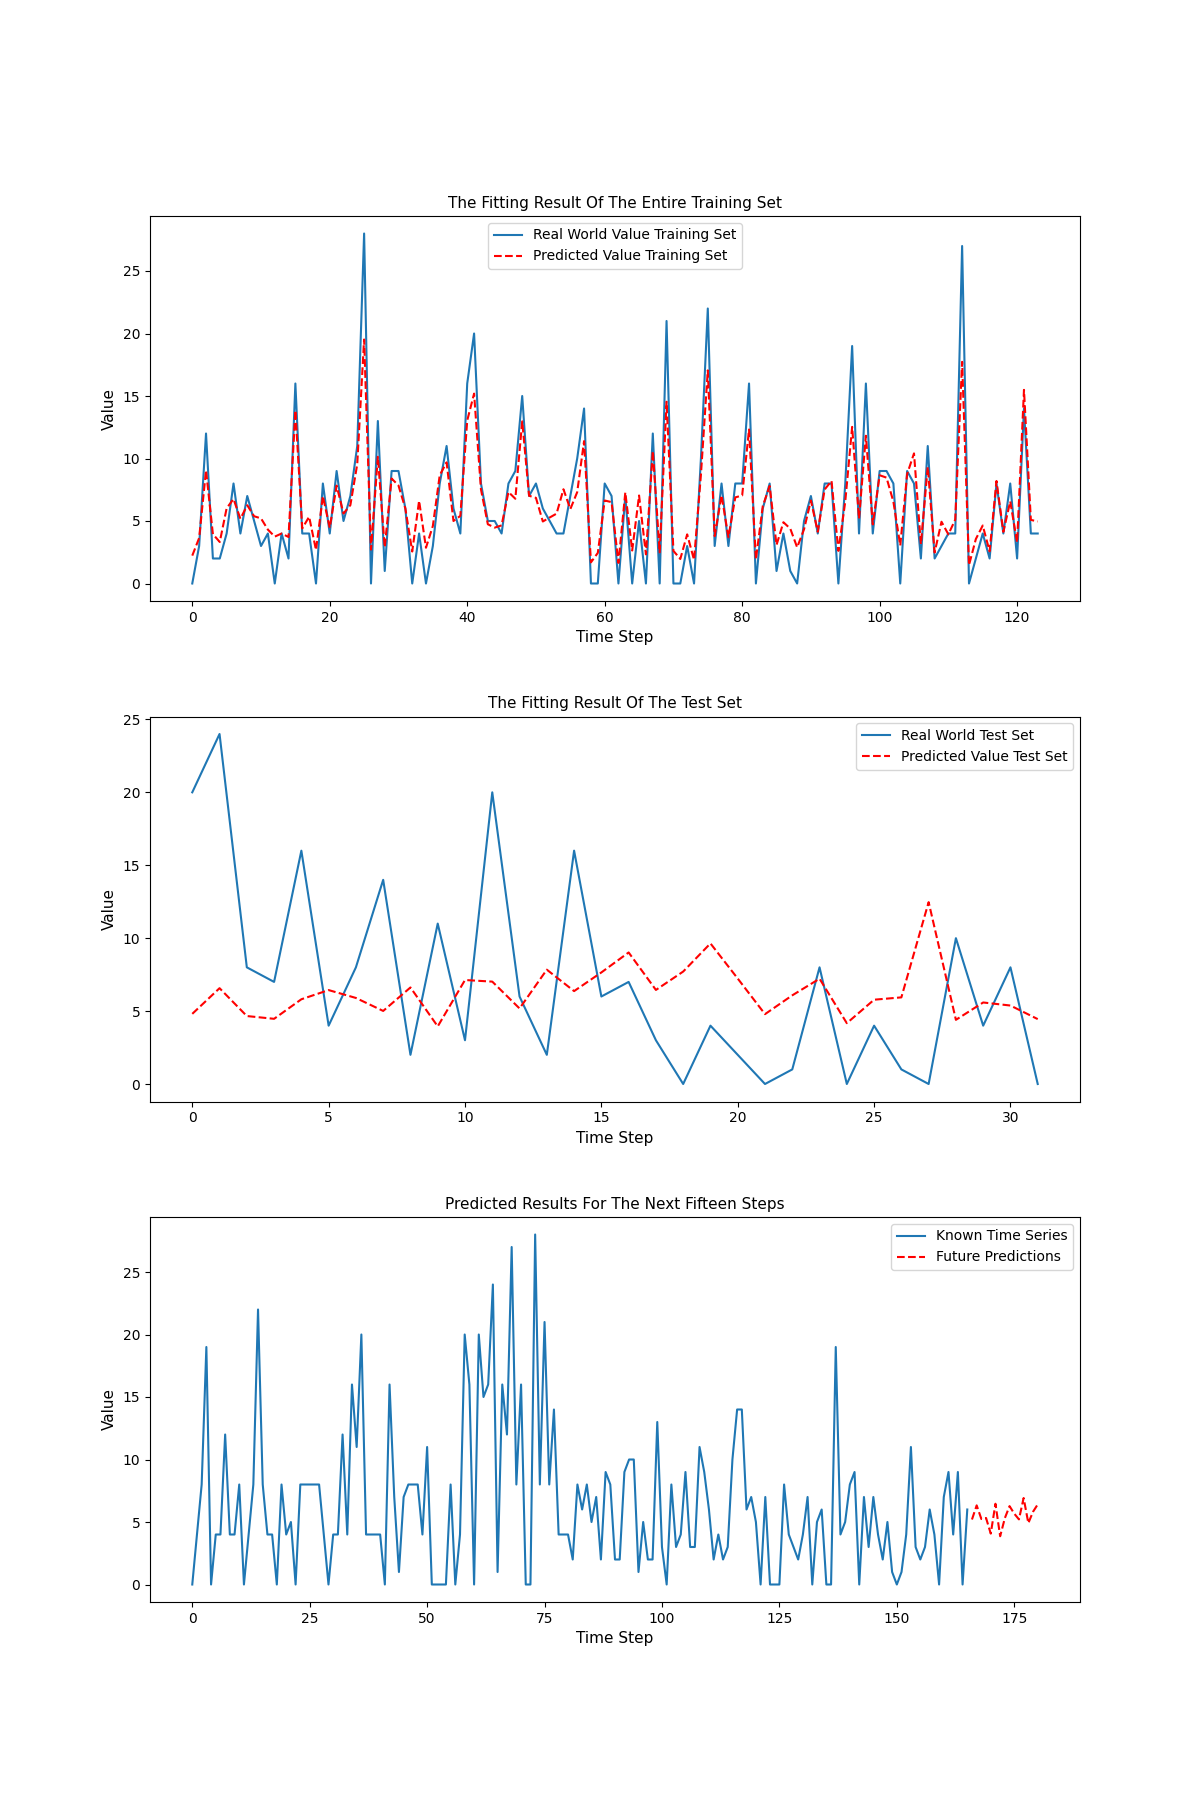 The Fitting Result Of The Entire Training Set
Real World Value Training Set
Predicted Value Training Set
Value
25
20
15
10
5
0
0 20 40 60 80 100 120
Time Step
The Fitting Result Of The Test Set
Real World Test Set
Predicted Value Test Set
Value
25
20
15
10
5
0
0 5 10 15 20 25 30
Time Step
Predicted Results For The Next Fifteen Steps
Known Time Series
Future Predictions
Value
25
20
15
10
5
0
0 25 50 75 100 125 150 175
Time Step